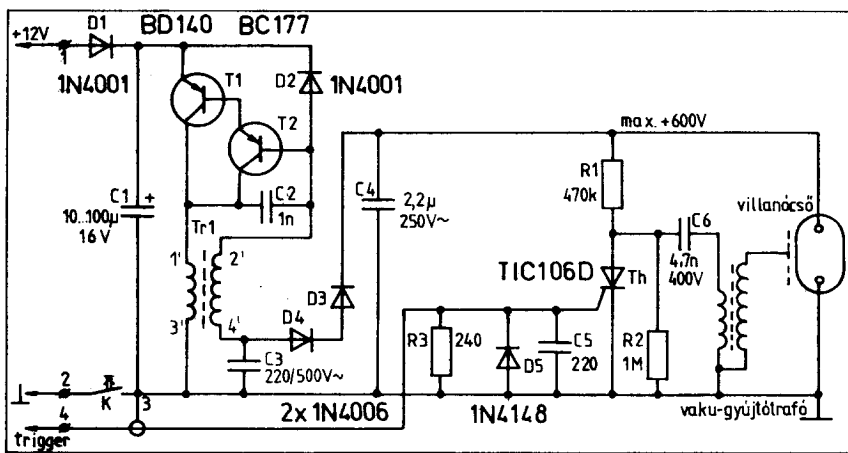 +12V
1
D1
1N4001
BD140
BC177
T1
T2
D2
1N4001
C1
+
10...100µ
16V
C2
1n
Tr1
1'
2'
3'
4'
C4
2,2µ
250V~
D3
D4
C3
220/500V~
max. +600V
R1
470k
villanócső
C6
4,7n
400V
TIC106D
Th
R3
240
D5
C5
220
R2
1M
2
K
3
4
trigger
2x1N4006
1N4148
vaku-gyújtótrafó